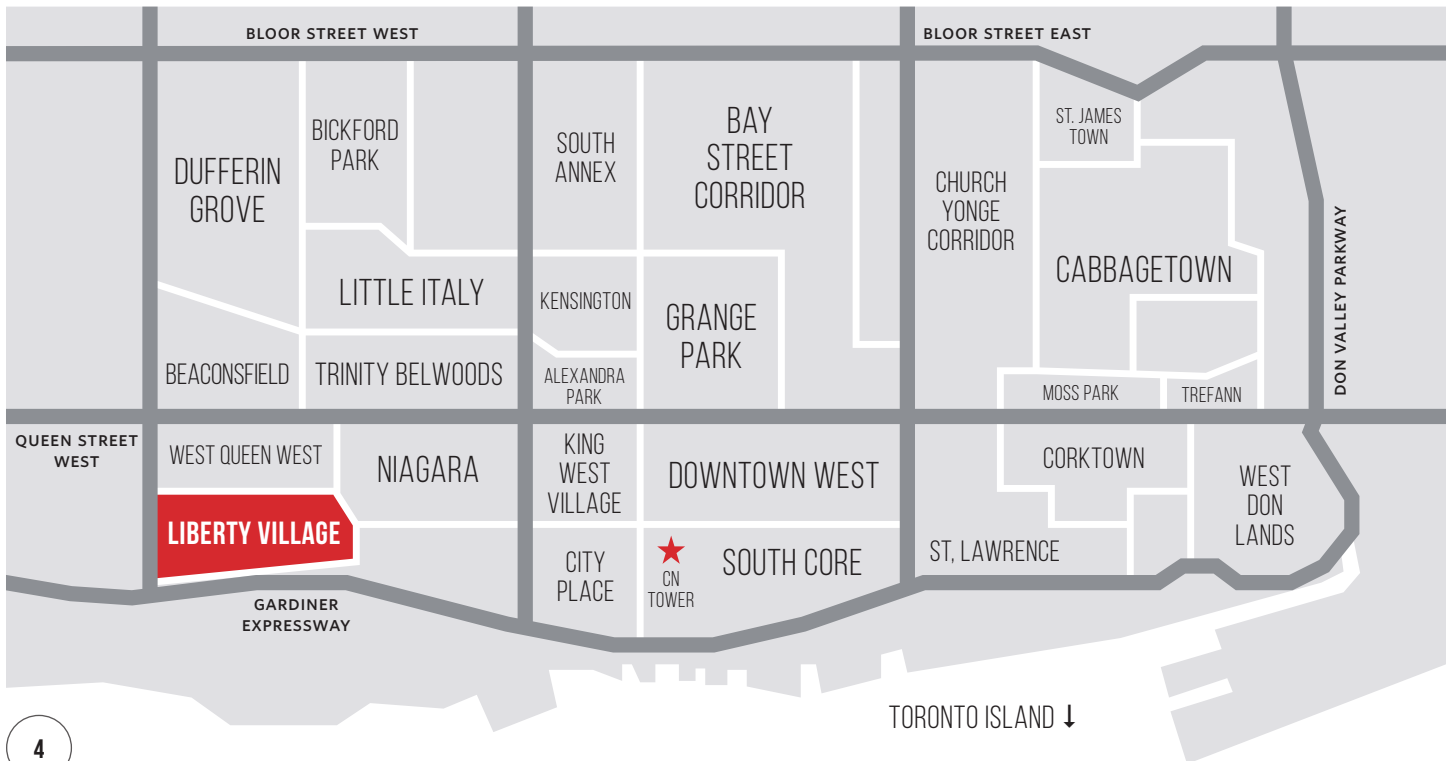 BLOOR STREET WEST
BLOOR STREET EAST
BICKFORD
PARK
DUFFERIN
GROVE
SOUTH
ANNEX
BAY
STREET
CORRIDOR
ST. JAMES
TOWN
CHURCH
YONGE
CORRIDOR
CABBAGETOWN
DON VALLEY PARKWAY
LITTLE ITALY
KENSINGTON
GRANGE
PARK
BEACONSFIELD
TRINITY BELWOODS
ALEXANDRA
PARK
MOSS PARK
TREFANN
QUEEN STREET
WEST
WEST QUEEN WEST
NIAGARA
KING
WEST
VILLAGE
DOWNTOWN WEST
CORKTOWN
WEST
DON
LANDS
LIBERTY VILLAGE
CITY
PLACE
CN
TOWER
SOUTH CORE
ST, LAWRENCE
GARDINER
EXPRESSWAY
TORONTO ISLAND ↓
4